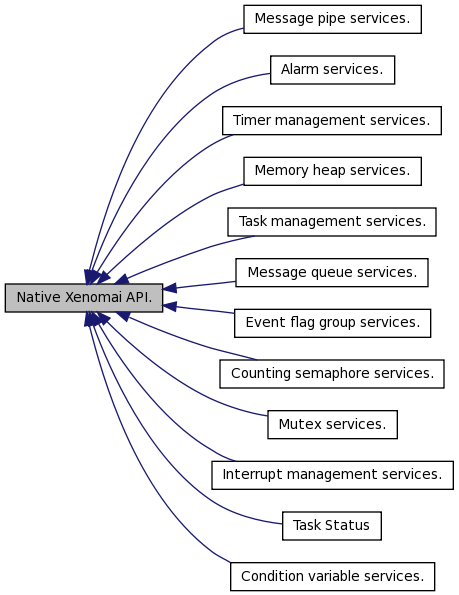 Message pipe services.
Alarm services.
Timer management services.
Memory heap services.
Task management services.
Message queue services.
Native Xenomai API.
Event flag group services.
Counting semaphore services.
Mutex services.
Interrupt management services.
Task Status
Condition variable services.